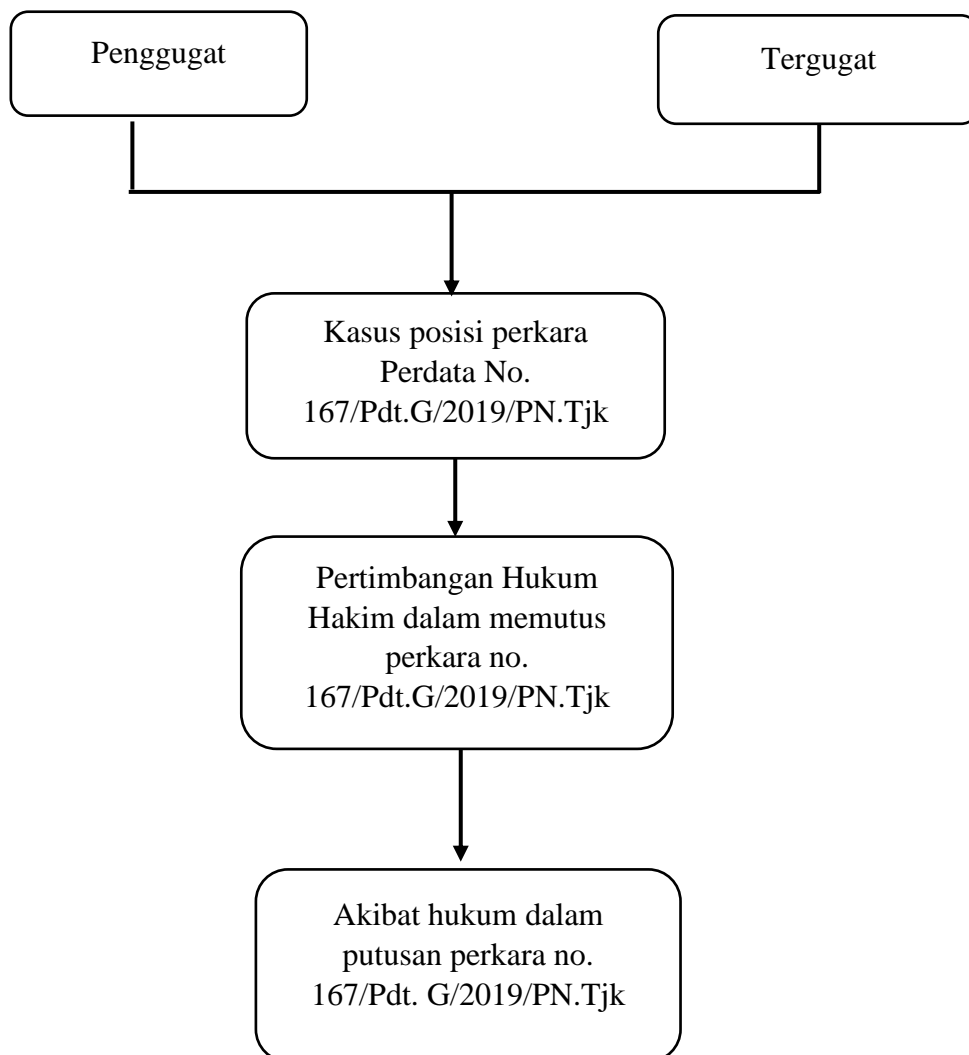 Penggugat
Tergugat
Kasus posisi perkara
Perdata No.
167/Pdt.G/2019/PN.Tjk
Pertimbangan Hukum
Hakim dalam memutus
perkara no.
167/Pdt.G/2019/PN.Tjk
Akibat hukum dalam
putusan perkara no.
167/Pdt. G/2019/PN.Tjk